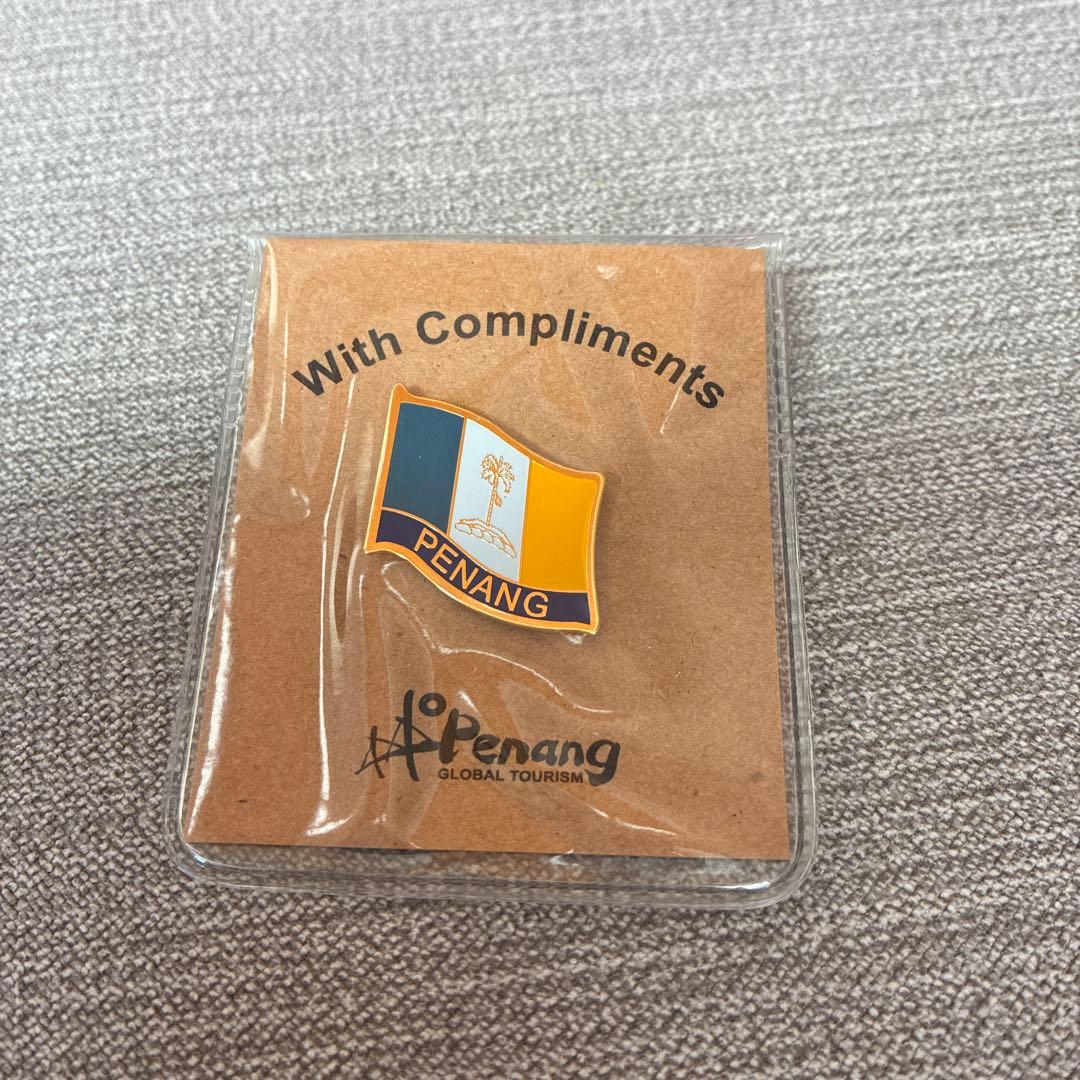 With Compliments
PENANG
Penang
GLOBAL TOURISM